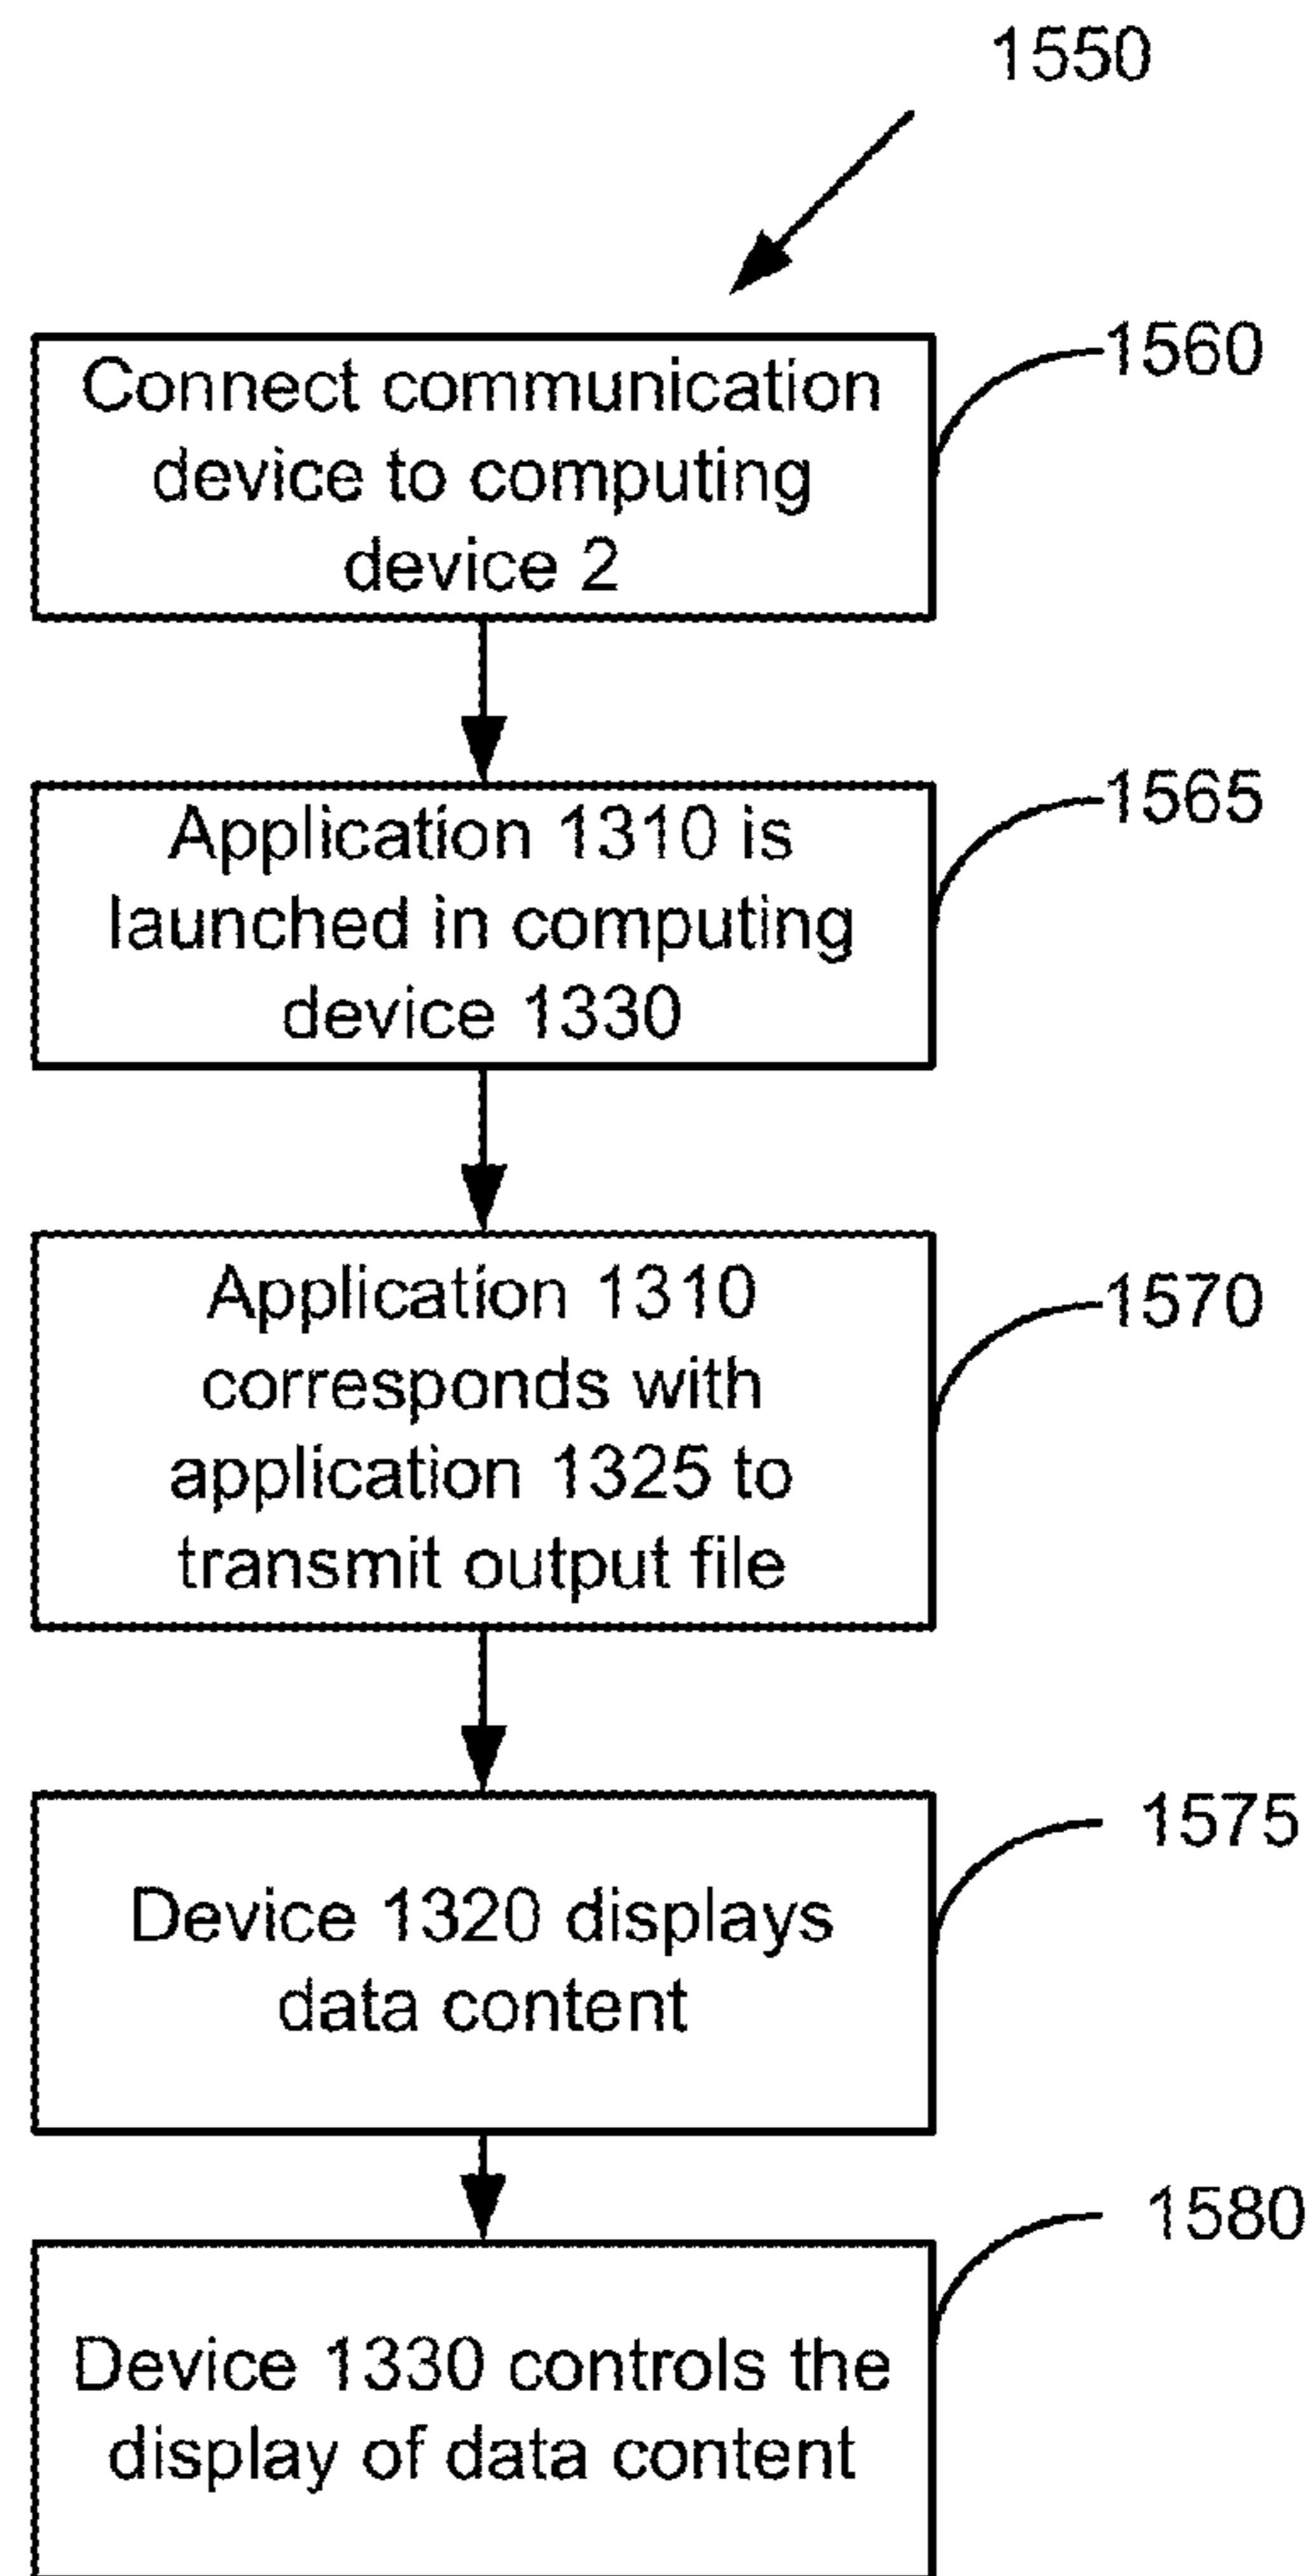 1550
Connect communication
device to computing
device 2
1560
Application 1310 is
launched in computing
device 1330
1565
Application 1310
corresponds with
application 1325 to
transmit output file
1570
Device 1320 displays
data content
1575
Device 1330 controls the
display of data content
1580